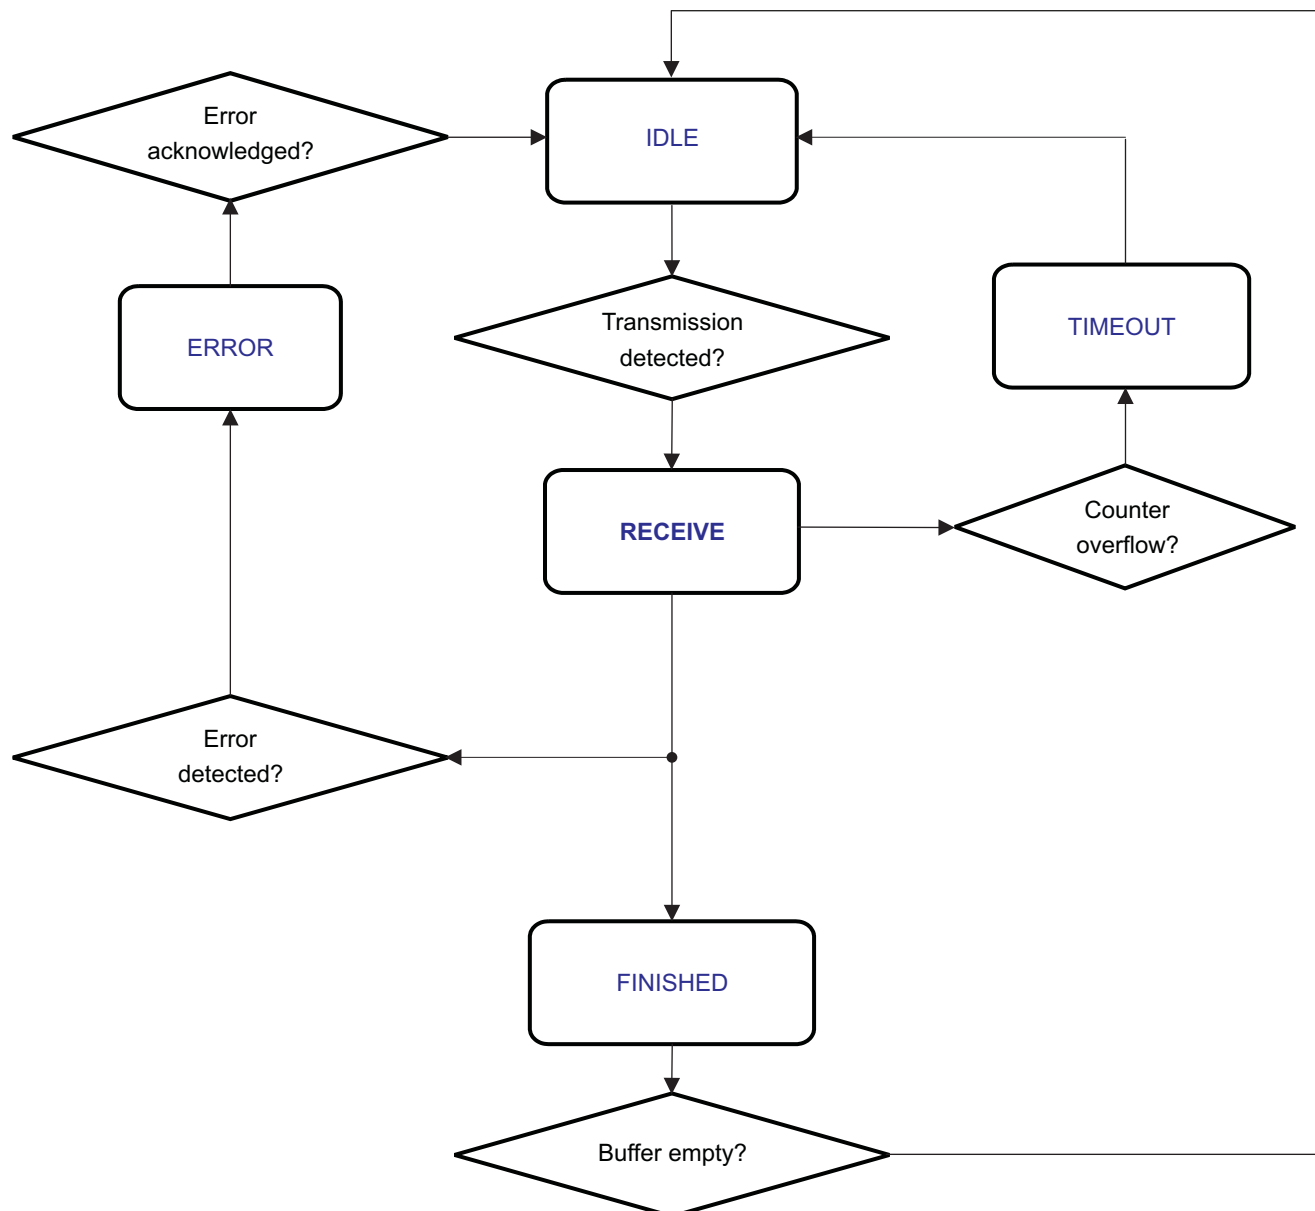 Error
acknowledged?
IDLE
Transmission
detected?
ERROR
TIMEOUT
RECEIVE
Counter
overflow?
Error
detected?
FINISHED
Buffer empty?